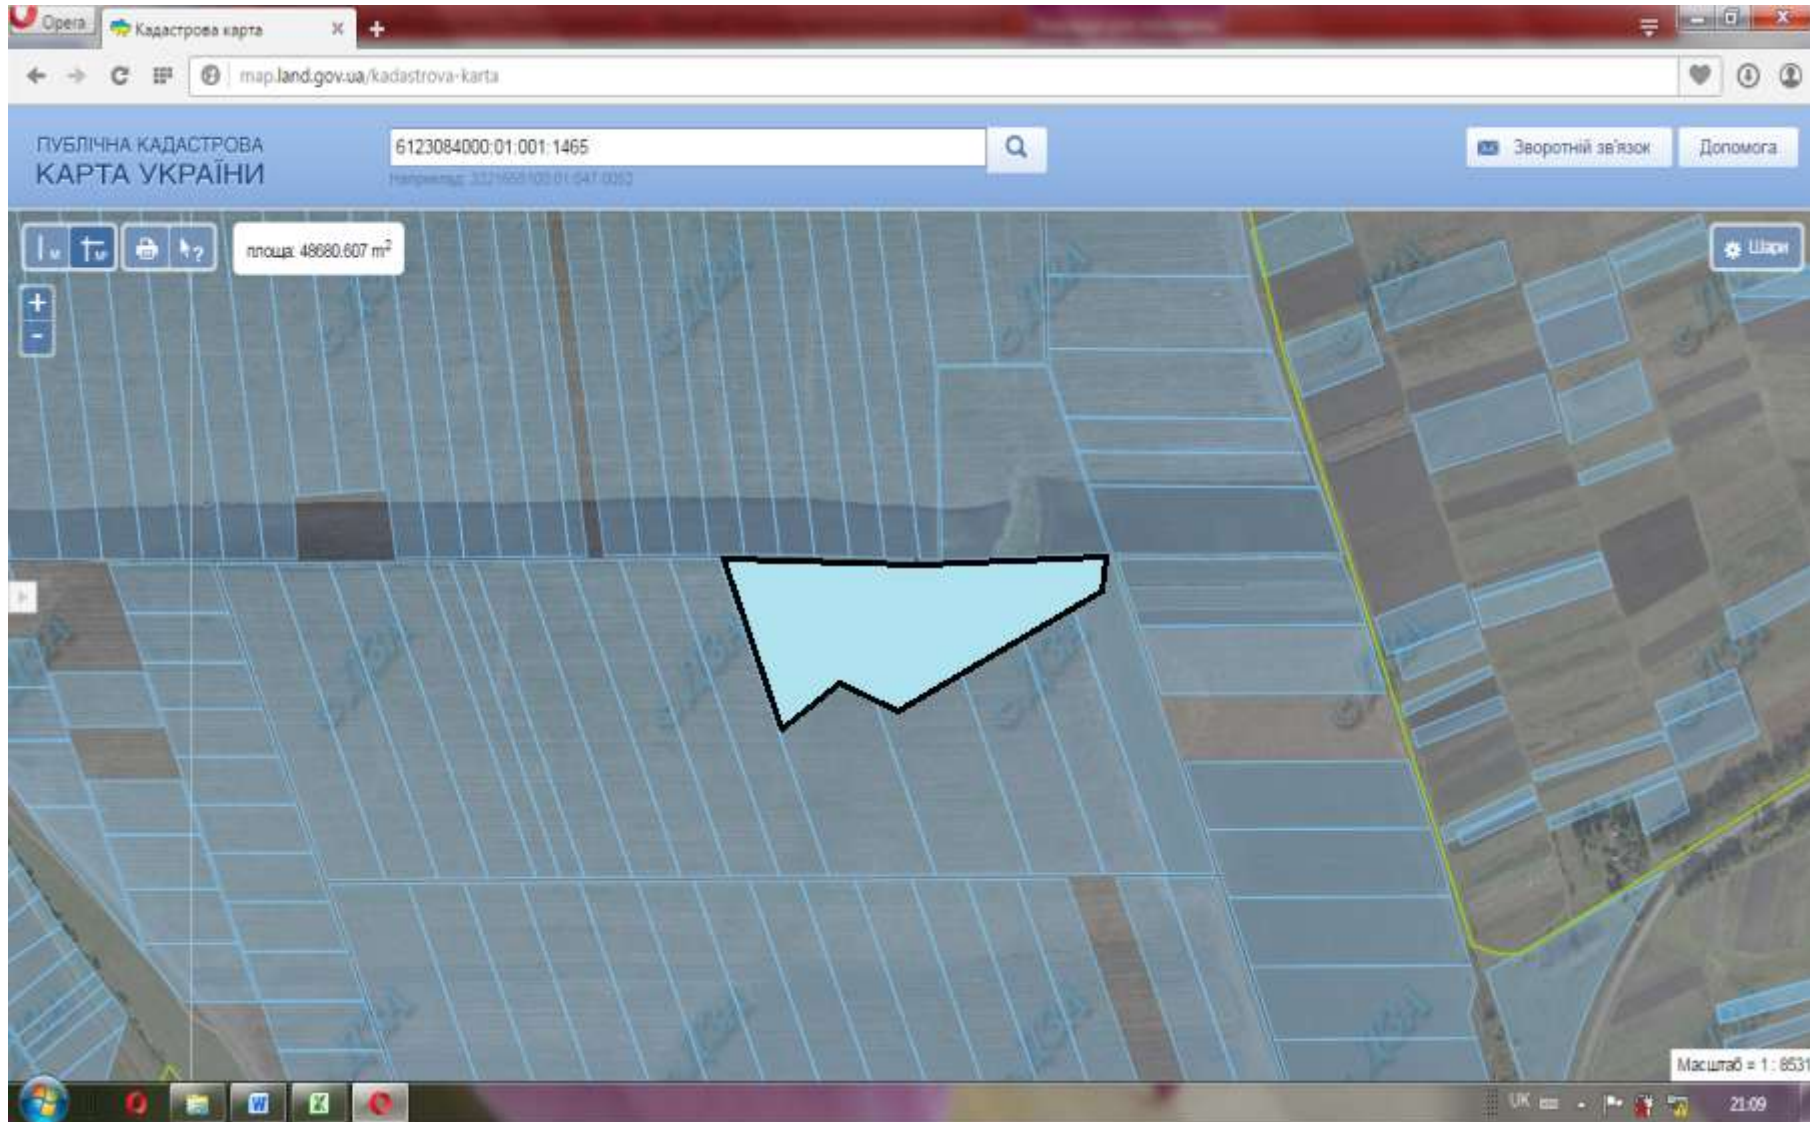 Opera
Кадастрова карта
map.land.gov.ua/kadastrova-karta
ПУБЛІЧНА КАДАСТРОВА
КАРТА УКРАЇНИ
6123084000:01:001:1465
Наприклад:
Зворотній зв'язок
Допомога
площа: 48680.607 m²
Шари
Масштаб = 1 : 8531
UK
21:09